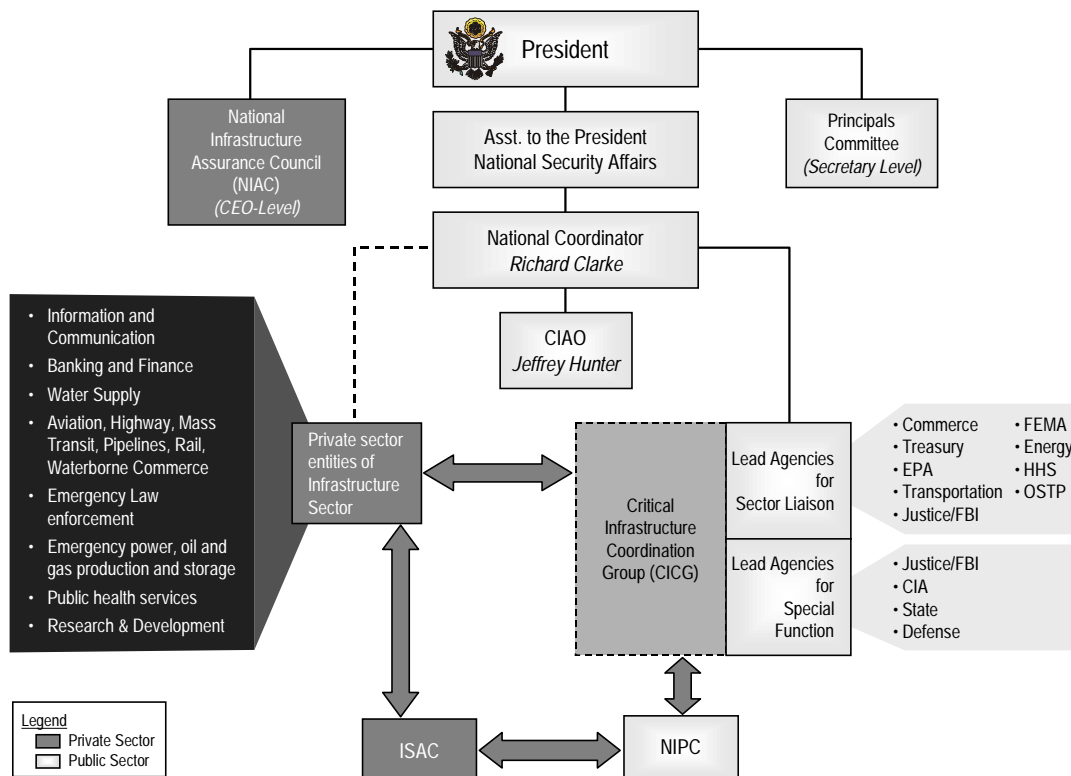 President
National
Infrastructure
Assurance Council
(NIAC)
(CEO-Level)
Asst. to the President
National Security Affairs
Principals
Committee
(Secretary Level)
National Coordinator
Richard Clarke
CIAO
Jeffrey Hunter
• Information and
Communication
• Banking and Finance
• Water Supply
• Aviation, Highway, Mass
Transit, Pipelines, Rail,
Waterborne Commerce
• Emergency Law
enforcement
• Emergency power, oil and
gas production and storage
• Public health services
• Research & Development
Private sector
entities of
Infrastructure
Sector
Critical
Infrastructure
Coordination
Group (CICG)
Lead Agencies
for
Sector Liaison
• Commerce
• Treasury
• EPA
• Transportation
• Justice/FBI
• FEMA
• Energy
• HHS
• OSTP
Lead Agencies
for
Special
Function
• Justice/FBI
• CIA
• State
• Defense
ISAC
NIPC
Legend
Private Sector
Public Sector